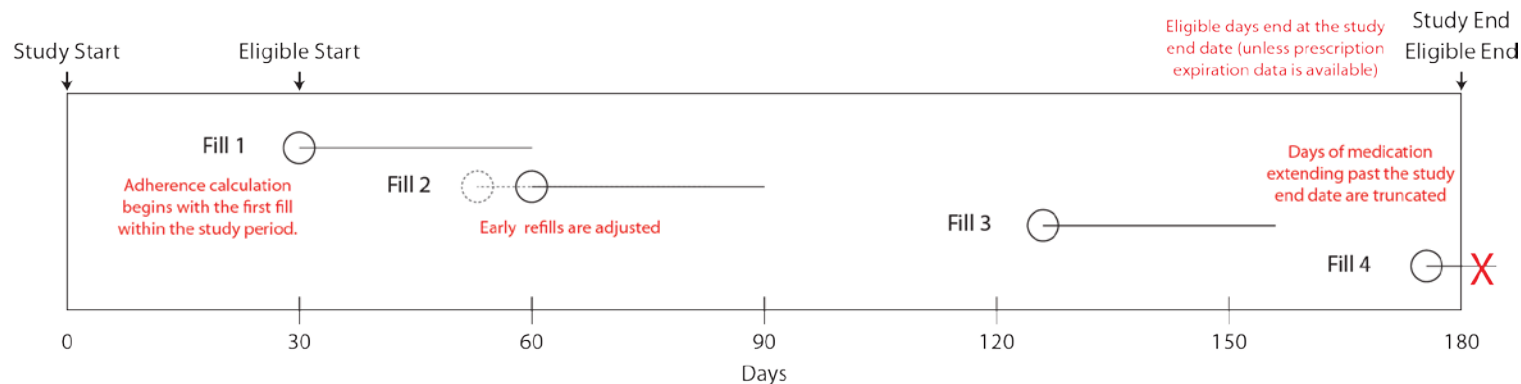 Study Start
Eligible Start
Eligible days end at the study
end date (unless prescription
expiration data is available)
Study End
Eligible End
Fill 1
Adherence calculation
begins with the first fill
within the study period.
Fill 2
Early refills are adjusted
Fill 3
Days of medication
extending past the study
end date are truncated
Fill 4
X
0 30 60 90 120 150 180
Days